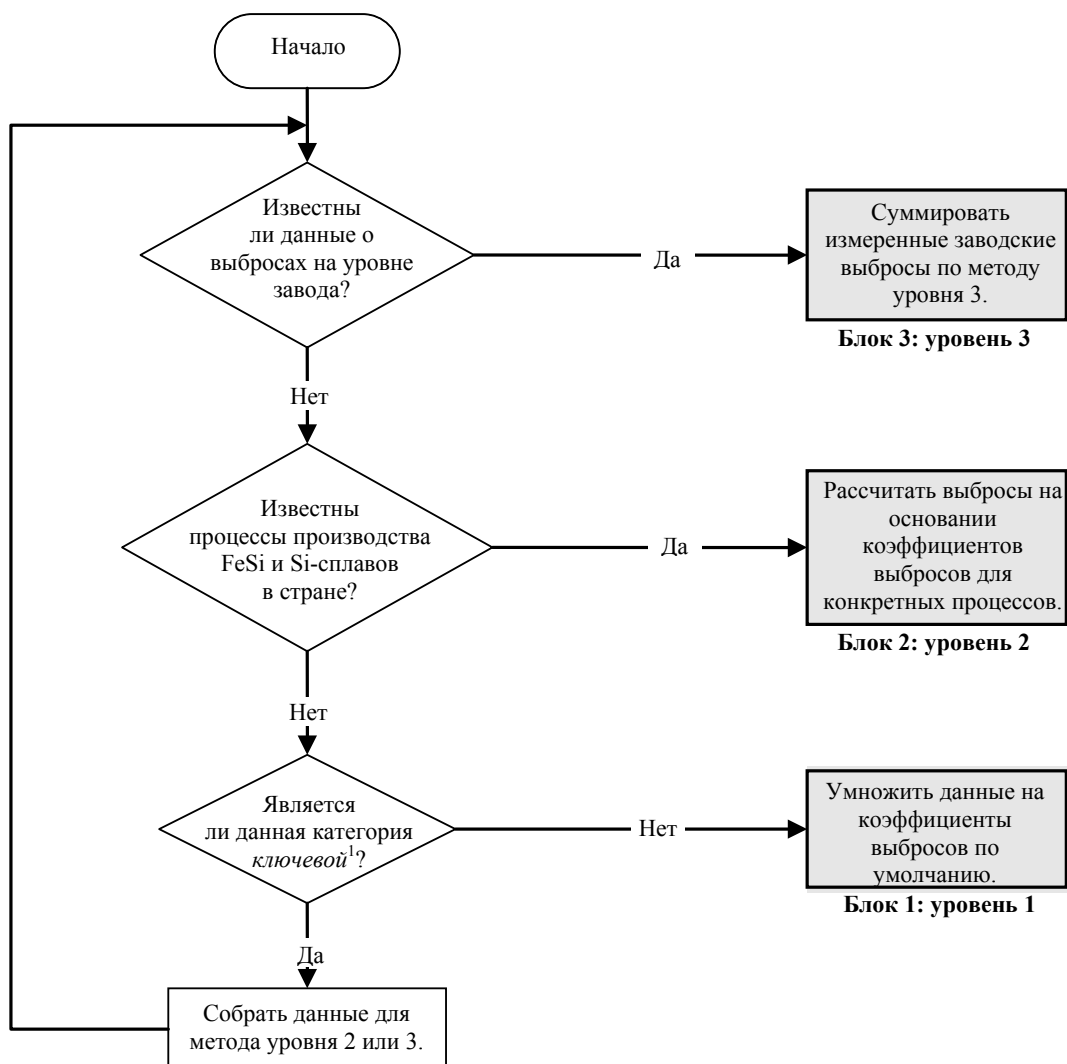 Начало
Известны
ли данные о
выбросах на уровне
завода?
Да
Суммировать
измеренные заводские
выбросы по методу
уровня 3.
Блок 3: уровень 3
Нет
Известны
процессы производства
FeSi и Si-сплавов
в стране?
Да
Рассчитать выбросы на
основании
коэффициентов
выбросов для
конкретных процессов.
Блок 2: уровень 2
Нет
Является
ли данная категория
ключевой¹?
Нет
Умножить данные на
коэффициенты
выбросов по
умолчанию.
Блок 1: уровень 1
Да
Собрать данные для
метода уровня 2 или 3.